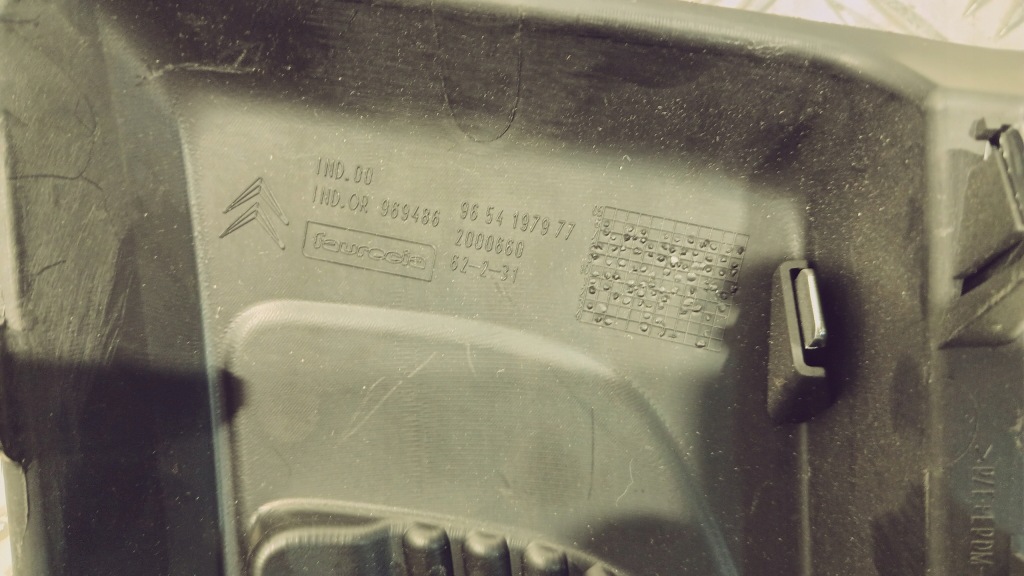 IND.00
IND.OR 969486
96 54 1979 77
faurecia
2000660
62-2-31